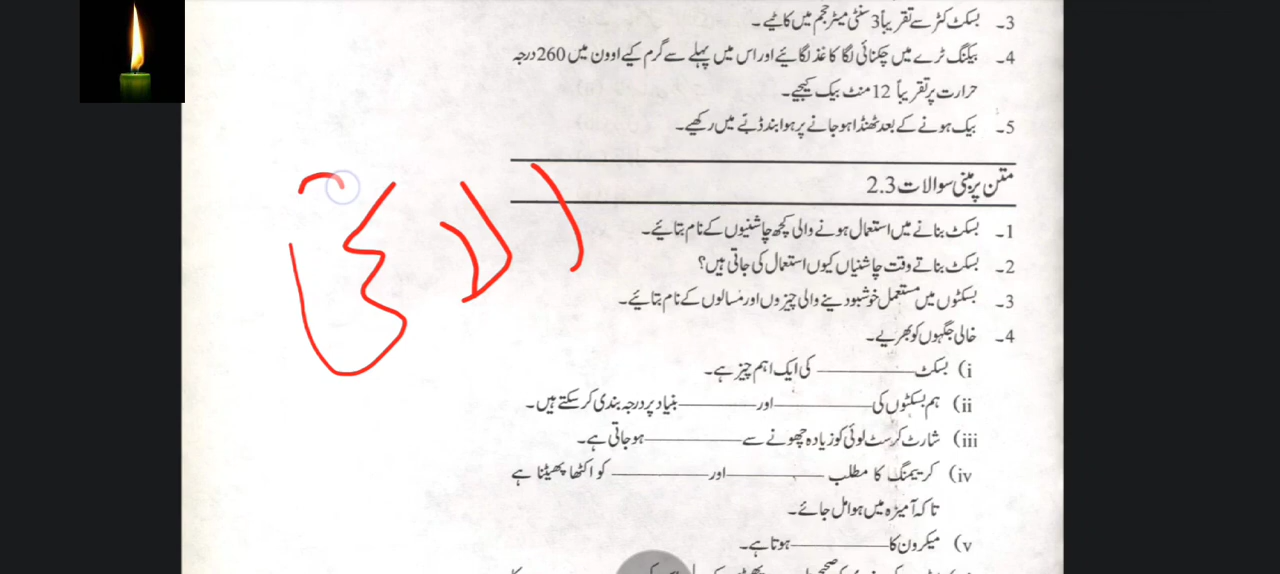 3۔ بسکٹ کٹر سے تقریباً 3 سنٹی میٹر حجم میں کاٹیے۔
4۔ بیکنگ ٹرے میں چکنائی لگا کاغذ لگائیے اور اس میں پہلے سے گرم کیے اوون میں 260 درجہ
حرارت پر تقریباً 12 منٹ بیک کیجیے۔
5۔ بیک ہونے کے بعد ٹھنڈا ہو جانے پر ہوا بند ڈبّے میں رکھیے۔
متن پر مبنی سوالات 2.3
1۔ بسکٹ بنانے میں استعمال ہونے والی کچھ چاشنیوں کے نام بتائیے۔
2۔ بسکٹ بناتے وقت چاشنیاں کیوں استعمال کی جاتی ہیں؟
3۔ بسکٹوں میں مستعمل خوشبو دینے والی چیزوں اور مسالوں کے نام بتائیے۔
4۔ خالی جگہوں کو بھریے۔
(i بسکٹ ———— کی ایک اہم چیز ہے۔
(ii ہم بسکٹوں کی ———— اور ———— بنیاد پر درجہ بندی کر سکتے ہیں۔
(iii شارٹ کرسٹ لوئی کو زیادہ چھونے سے ———— ہو جاتی ہے۔
(iv کریمنگ کا مطلب ———— اور ———— کو اکٹھا پھیٹنا ہے
تاکہ آمیزہ میں ہوا مل جائے۔
(v میکرون کا ———— ہوتا ہے۔